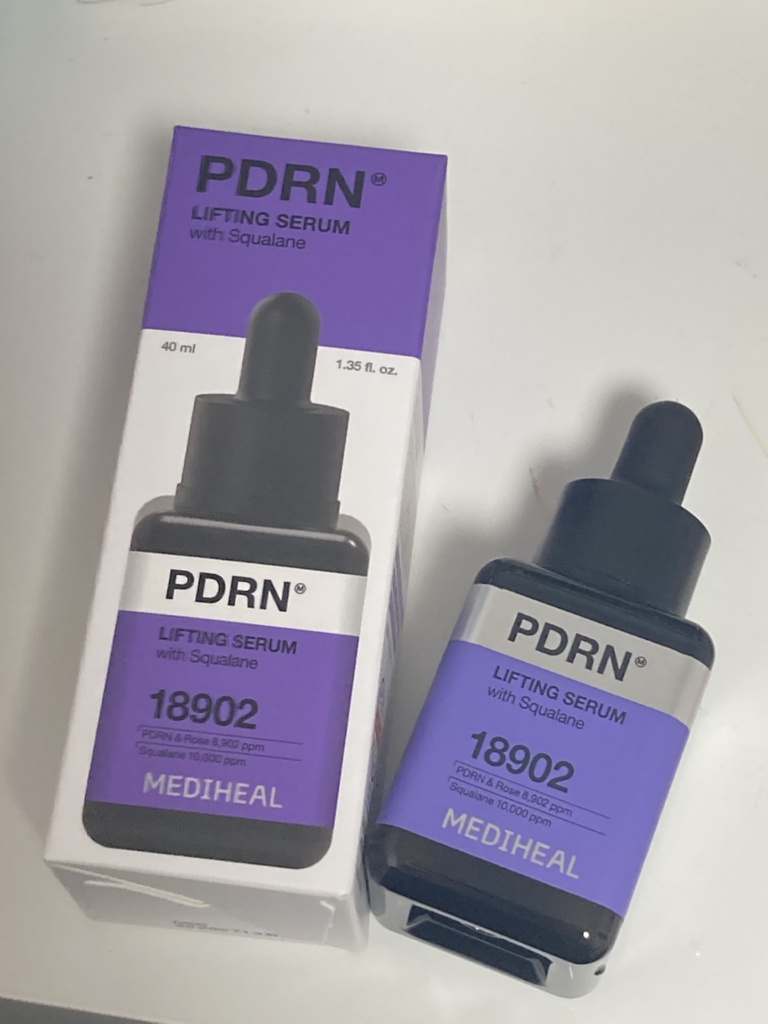 PDRN Ⓜ
LIFTING SERUM
with Squalane
40 ml
1.35 fl. oz.
PDRN Ⓜ
LIFTING SERUM
with Squalane
18902
PDRN & Rose 8,902 ppm
Squalane 10,000 ppm
MEDIHEAL
PDRN Ⓜ
LIFTING SERUM
with Squalane
18902
PDRN & Rose 8,902 ppm
Squalane 10,000 ppm
MEDIHEAL